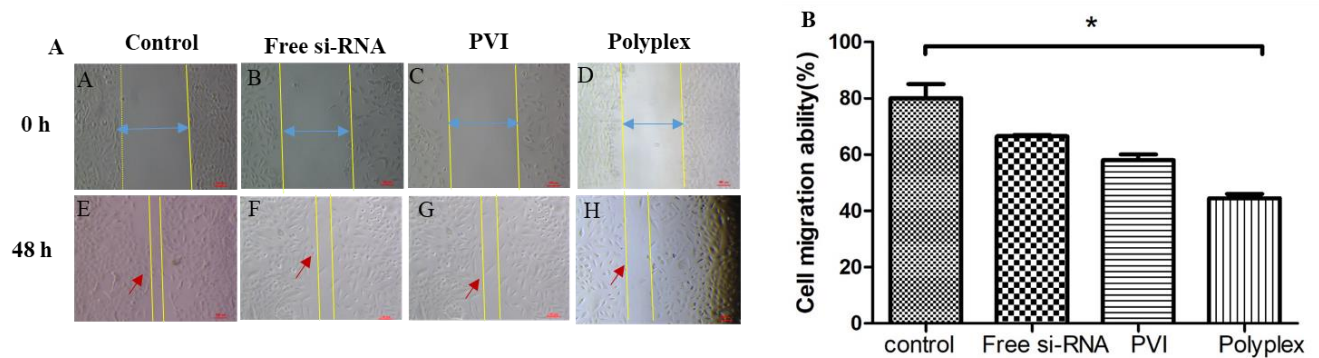 A Control Free si-RNA PVI Polyplex
0 h
A B C D
48 h
E F G H
B
*
Cell migration ability(%)
100
80
60
40
20
0
control Free si-RNA PVI Polyplex